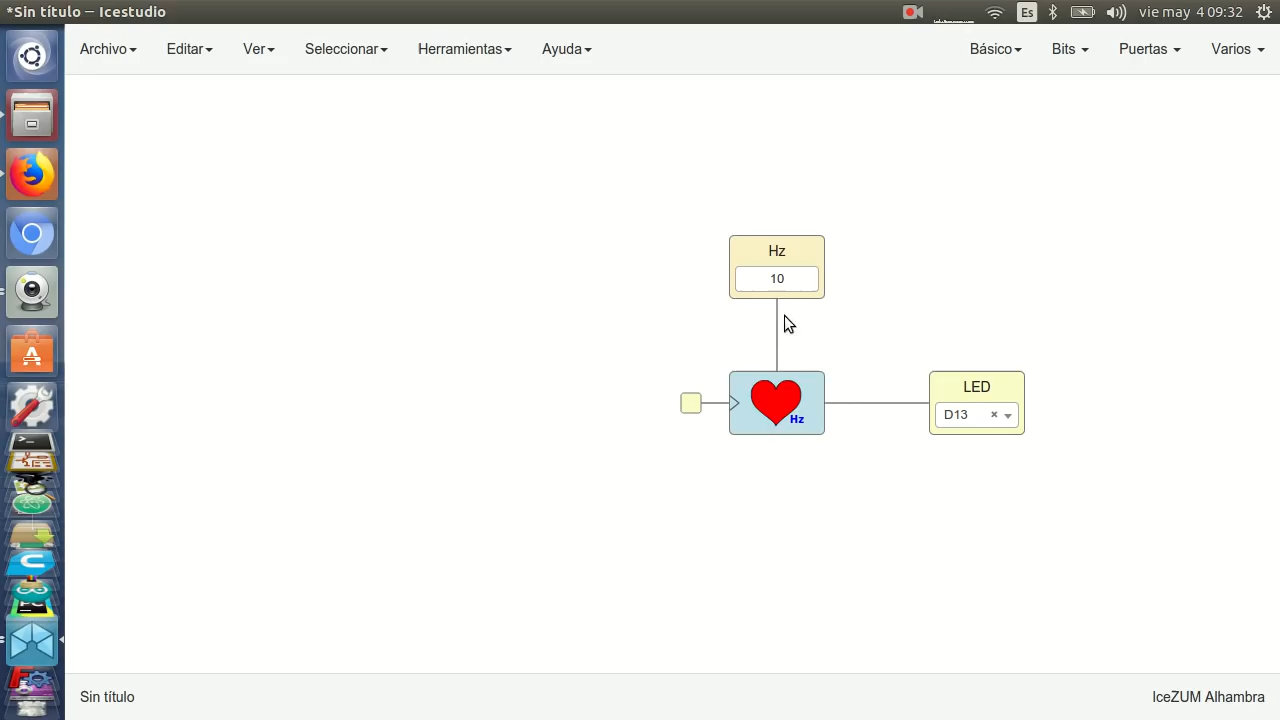 *Sin título — Icestudio
Es
vie may 4 09:32
Archivo Editar Ver Seleccionar Herramientas Ayuda Básico Bits Puertas Varios
Hz
10
Hz
LED
D13
Sin título
IceZUM Alhambra